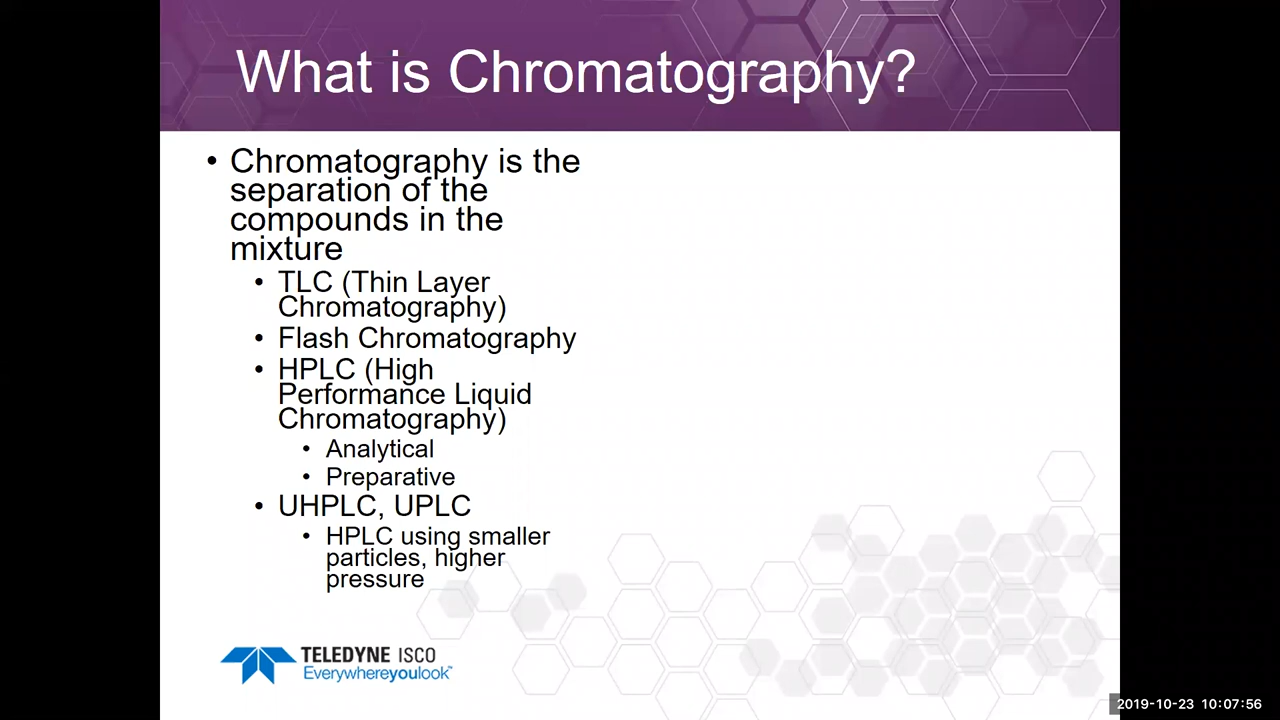 What is Chromatography?
• Chromatography is the
separation of the
compounds in the
mixture
• TLC (Thin Layer
Chromatography)
• Flash Chromatography
• HPLC (High
Performance Liquid
Chromatography)
• Analytical
• Preparative
• UHPLC, UPLC
• HPLC using smaller
particles, higher
pressure
TELEDYNE ISCO
Everywhereyoulook™
2019-10-23 10:07:56